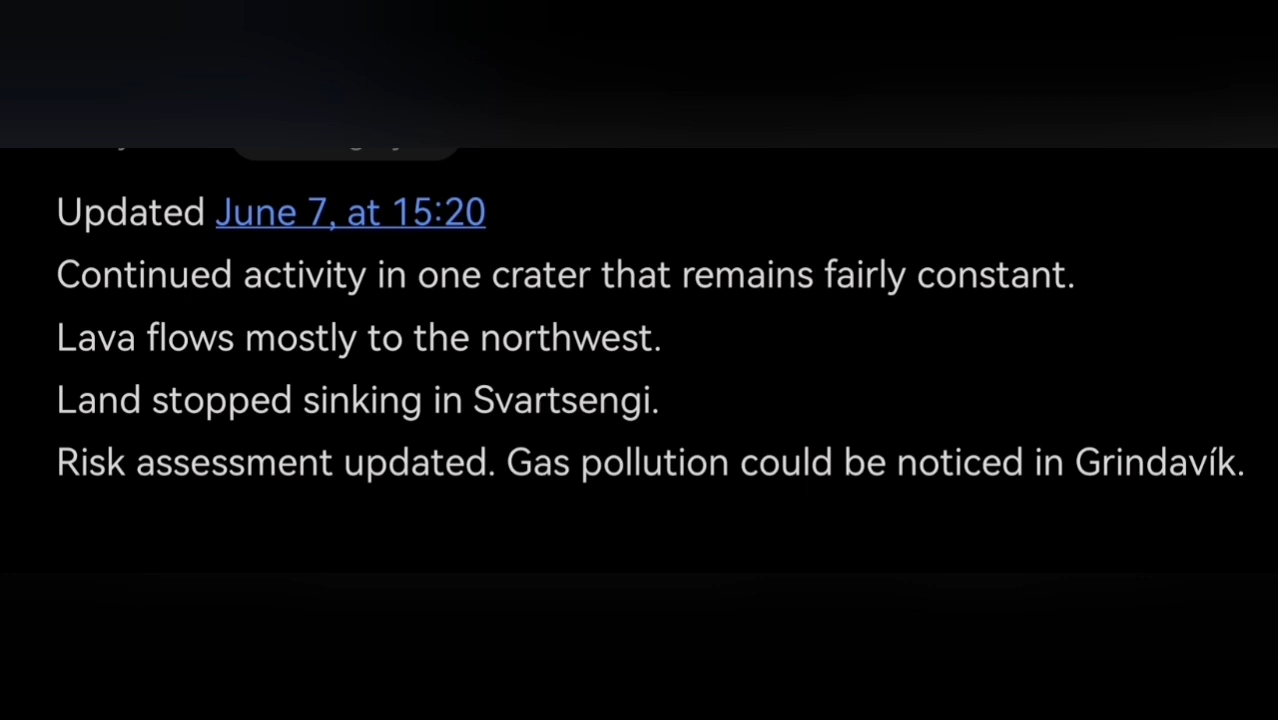 Updated June 7, at 15:20
Continued activity in one crater that remains fairly constant.
Lava flows mostly to the northwest.
Land stopped sinking in Svartsengi.
Risk assessment updated. Gas pollution could be noticed in Grindavík.